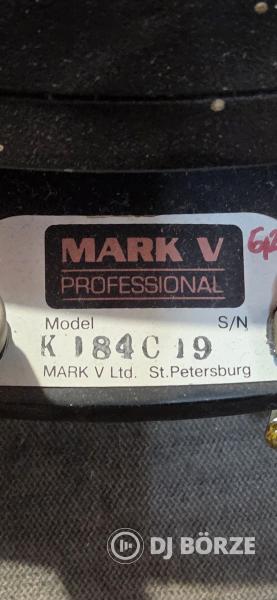 MARK V
PROFESSIONAL
Model S/N
K 184C 19
MARK V Ltd. St.Petersburg
DJ BÖRZE